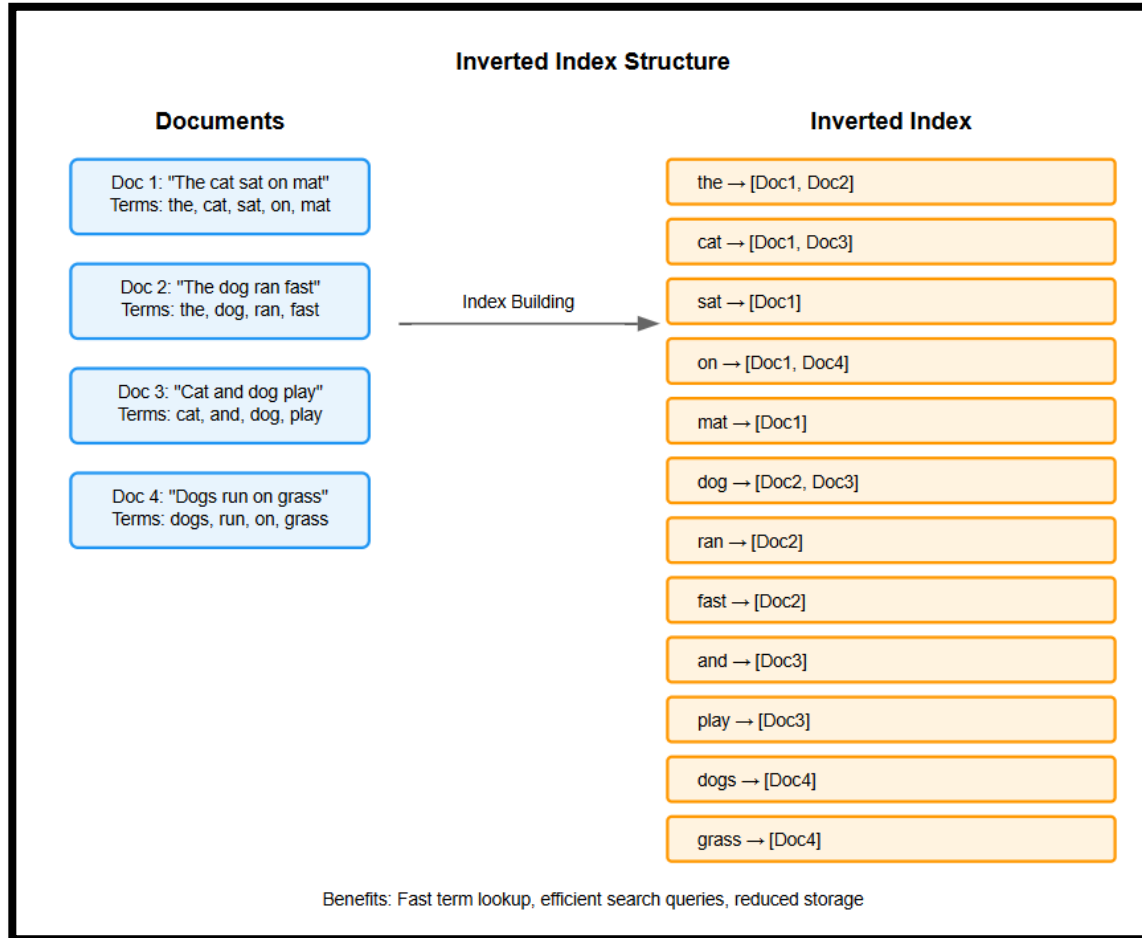 Inverted Index Structure
Documents
Doc 1: "The cat sat on mat"
Terms: the, cat, sat, on, mat
Doc 2: "The dog ran fast"
Terms: the, dog, ran, fast
Doc 3: "Cat and dog play"
Terms: cat, and, dog, play
Doc 4: "Dogs run on grass"
Terms: dogs, run, on, grass
Index Building
Inverted Index
the → [Doc1, Doc2]
cat → [Doc1, Doc3]
sat → [Doc1]
on → [Doc1, Doc4]
mat → [Doc1]
dog → [Doc2, Doc3]
ran → [Doc2]
fast → [Doc2]
and → [Doc3]
play → [Doc3]
dogs → [Doc4]
grass → [Doc4]
Benefits: Fast term lookup, efficient search queries, reduced storage